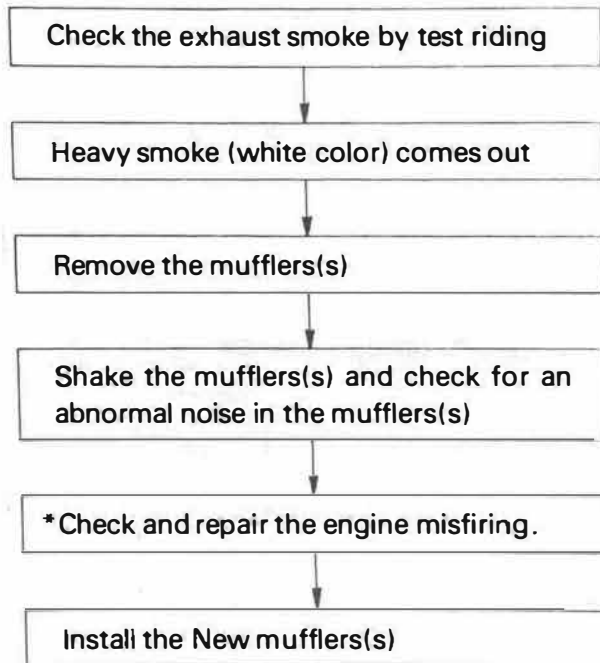 Check the exhaust smoke by test riding
Heavy smoke (white color) comes out
Remove the mufflers(s)
Shake the mufflers(s) and check for an
abnormal noise in the mufflers(s)
*Check and repair the engine misfiring.
Install the New mufflers(s)